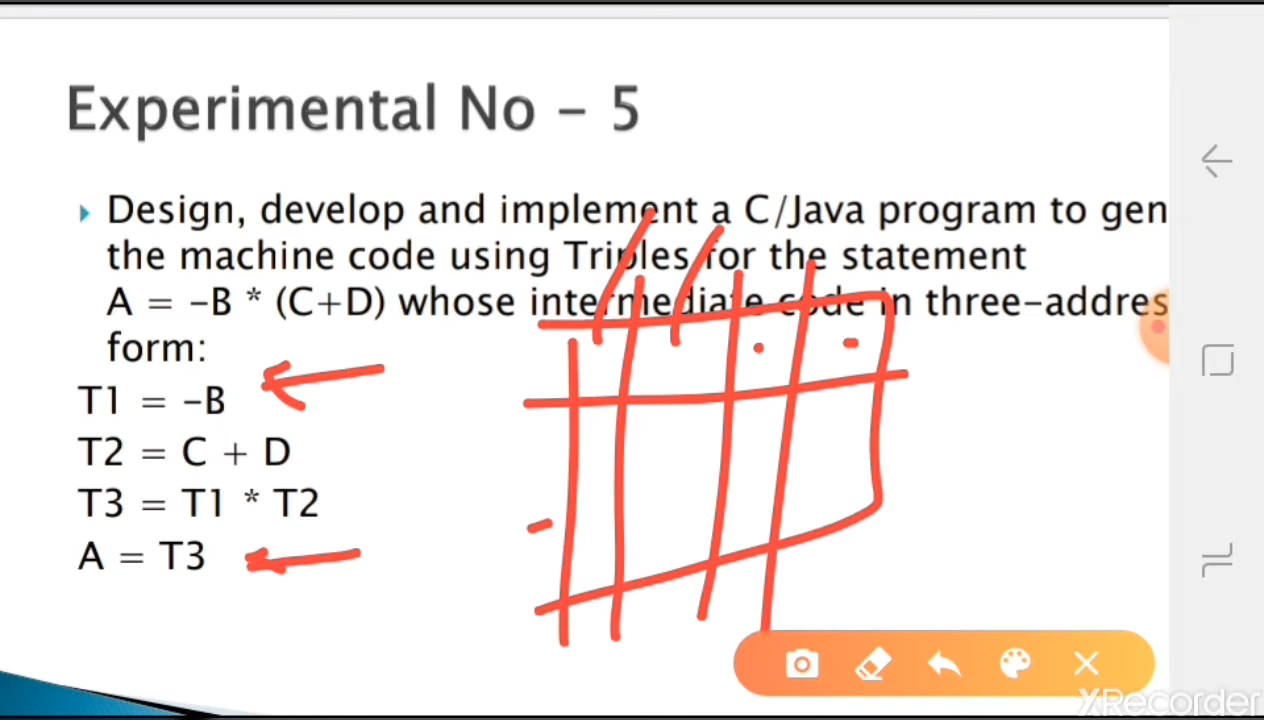 Experimental No – 5
Design, develop and implement a C/Java program to gen
the machine code using Triples for the statement
A = -B * (C+D) whose intermediate code in three-addres
form:
T1 = -B
T2 = C + D
T3 = T1 * T2
A = T3
XRecorder